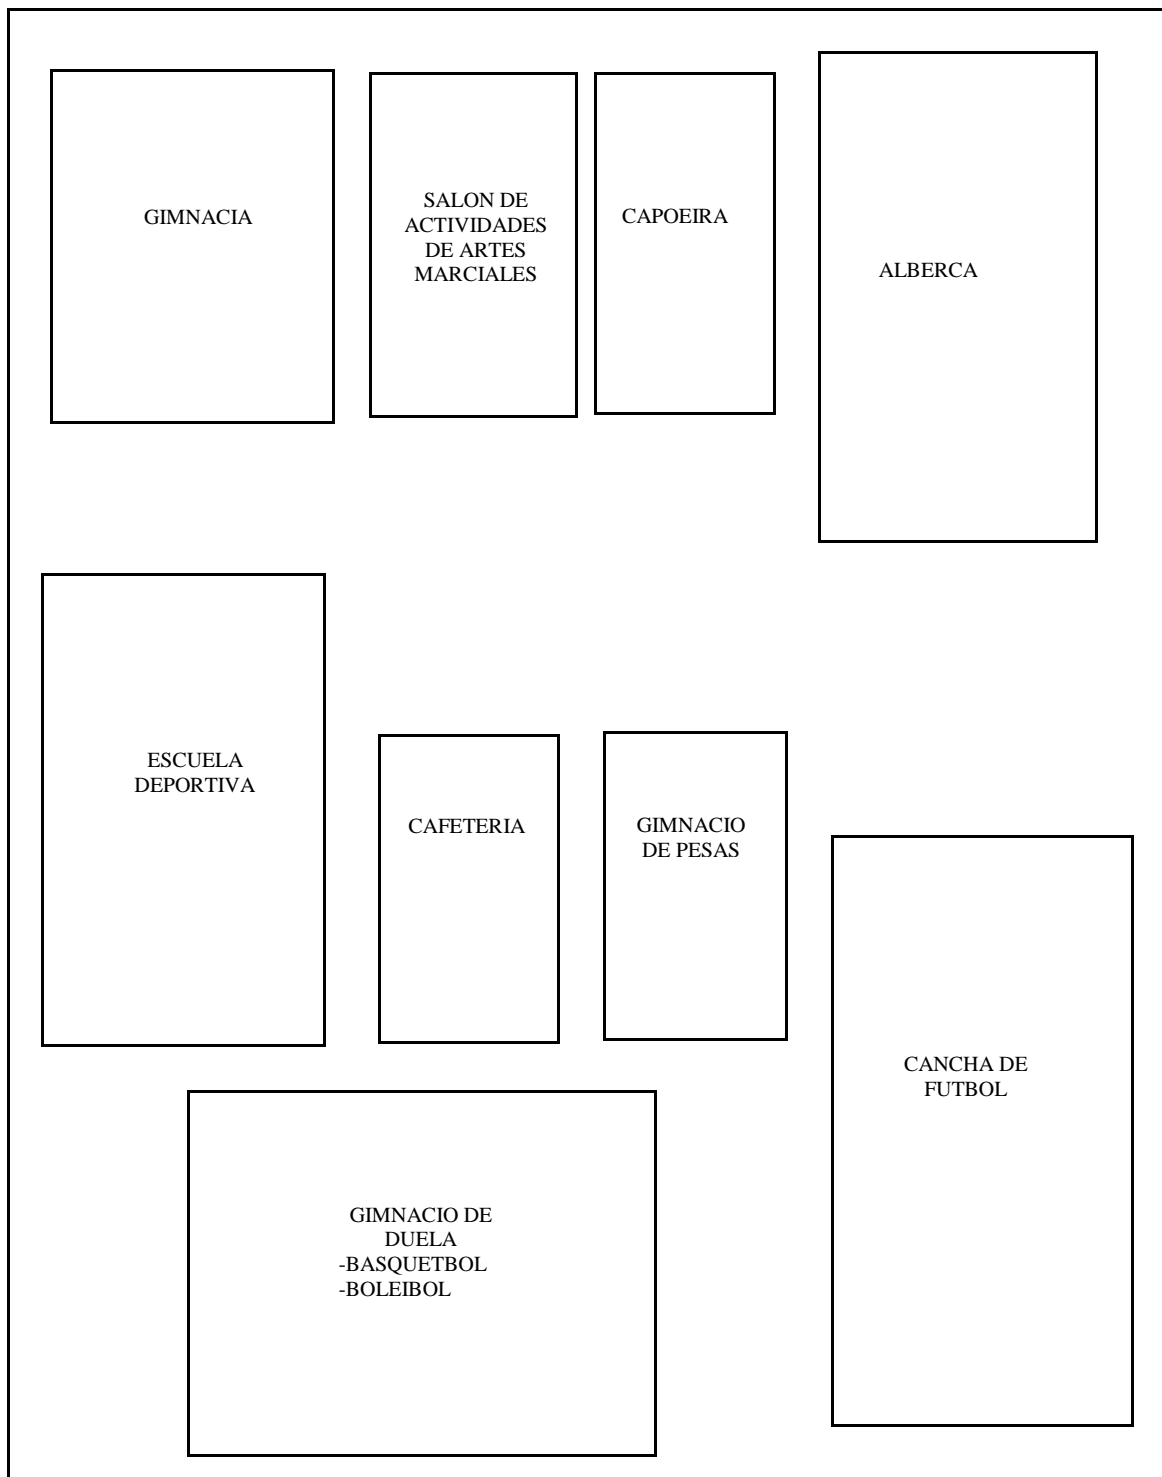 GIMNACIA
SALON DE
ACTIVIDADES
DE ARTES
MARCIALES
CAPOEIRA
ALBERCA
ESCUELA
DEPORTIVA
CAFETERIA
GIMNACIO
DE PESAS
CANCHA DE
FUTBOL
GIMNACIO DE
DUELA
-BASQUETBOL
-BOLEIBOL